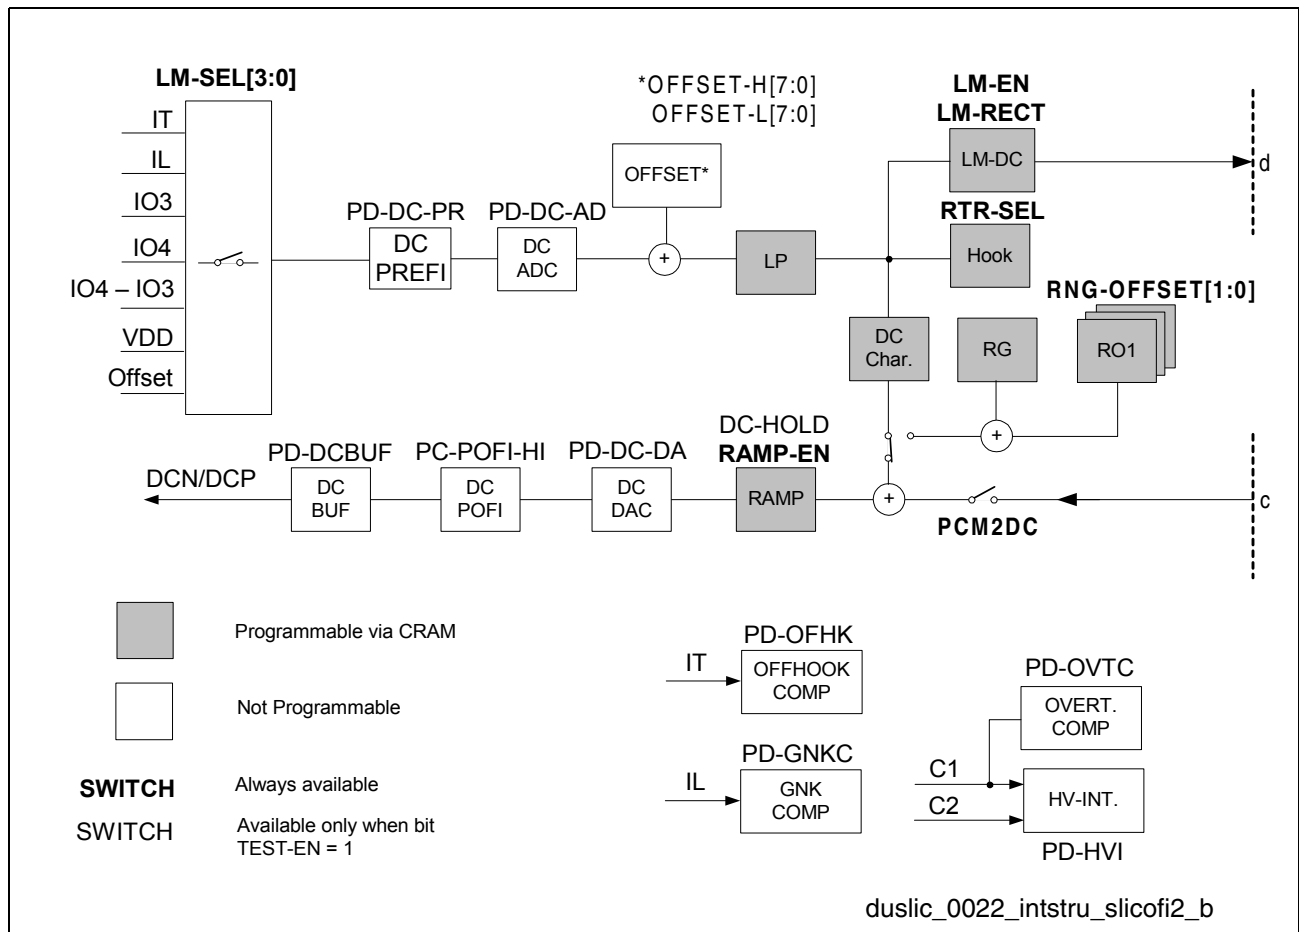 LM-SEL[3:0]
IT
IL
IO3
IO4
IO4 – IO3
VDD
Offset
*OFFSET-H[7:0]
OFFSET-L[7:0]
OFFSET*
PD-DC-PR
DC
PREFI
PD-DC-AD
DC
ADC
+
LP
LM-EN
LM-RECT
LM-DC
d
RTR-SEL
Hook
RNG-OFFSET[1:0]
DC
Char.
RG
RO1
+
DCN/DCP
PD-DCBUF
DC
BUF
PC-POFI-HI
DC
POFI
PD-DC-DA
DC
DAC
DC-HOLD
RAMP-EN
RAMP
+
PCM2DC
c
Programmable via CRAM
Not Programmable
SWITCH
Always available
SWITCH
Available only when bit
TEST-EN = 1
PD-OFHK
IT
OFFHOOK
COMP
PD-GNKC
IL
GNK
COMP
PD-OVTC
OVERT.
COMP
C1
C2
HV-INT.
PD-HVI
duslic_0022_intstru_slicofi2_b